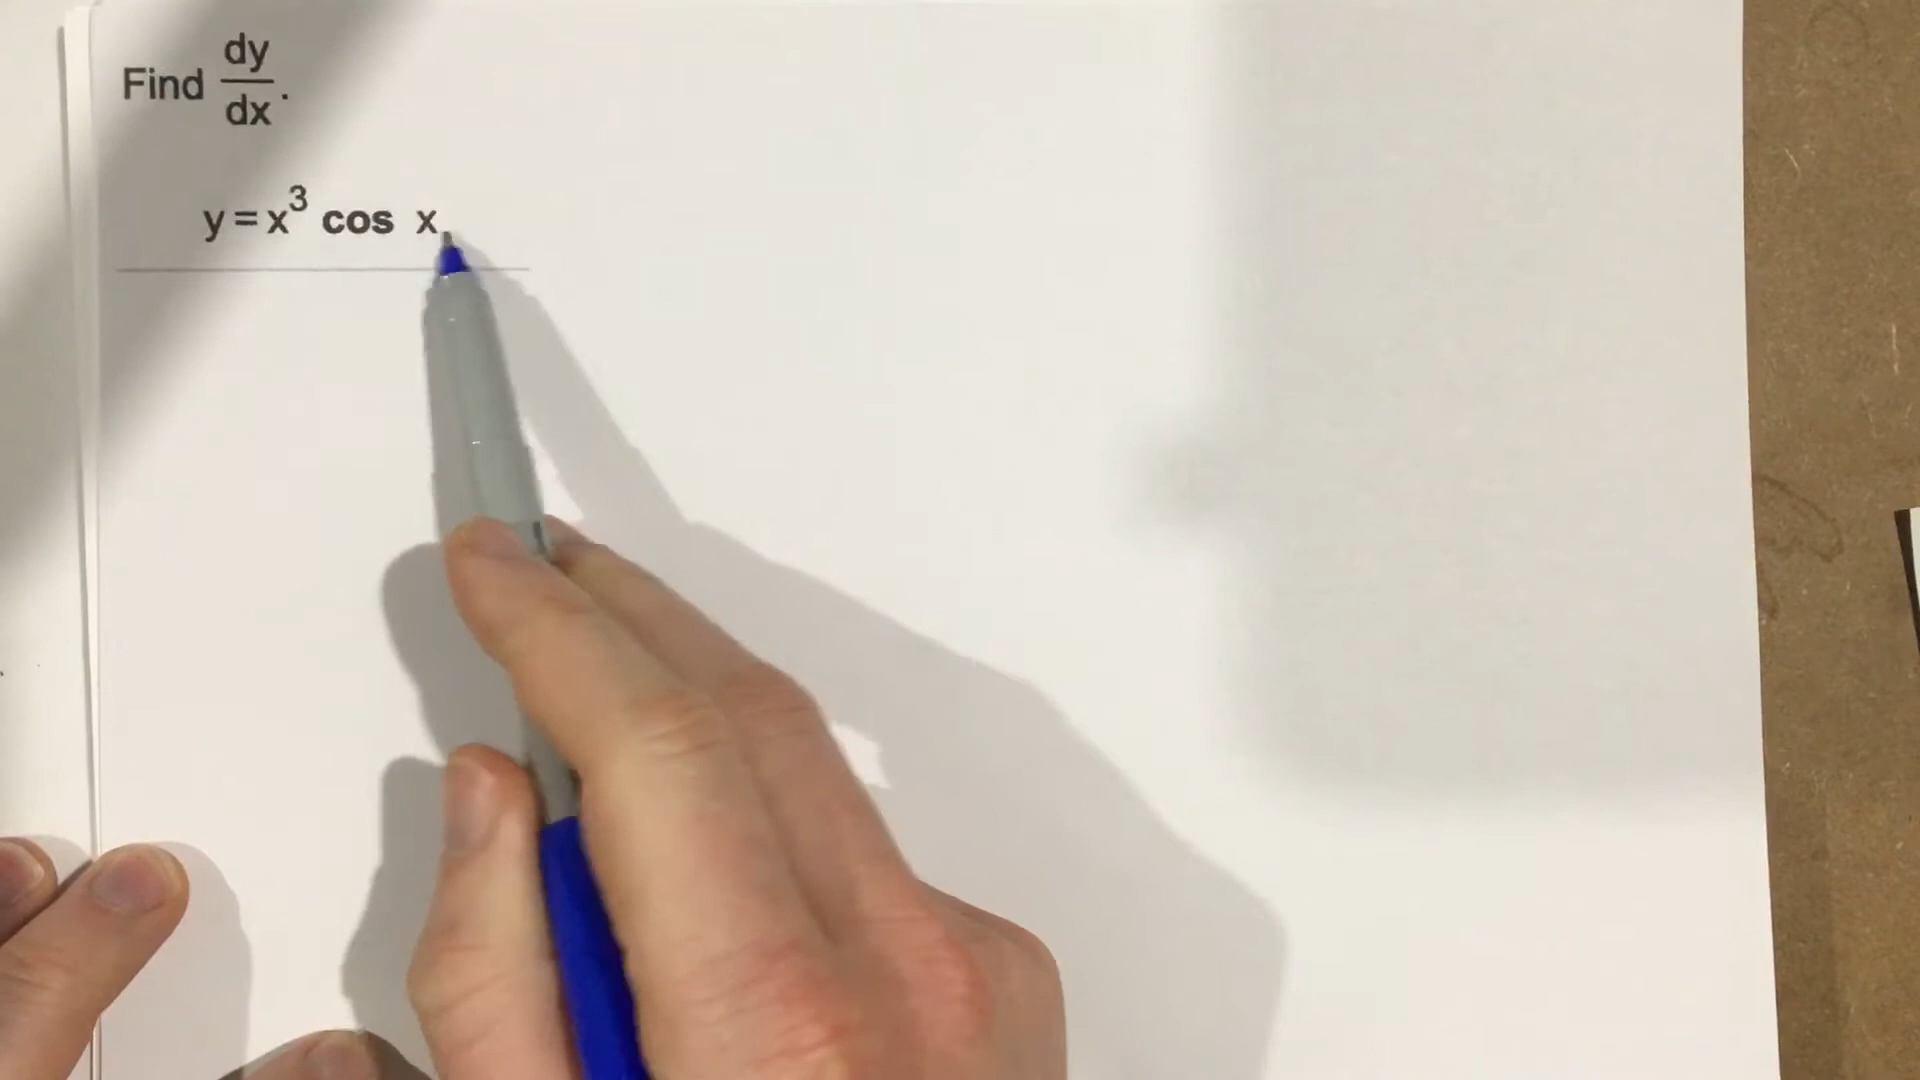 Find dy/dx.
y = x³ cos x